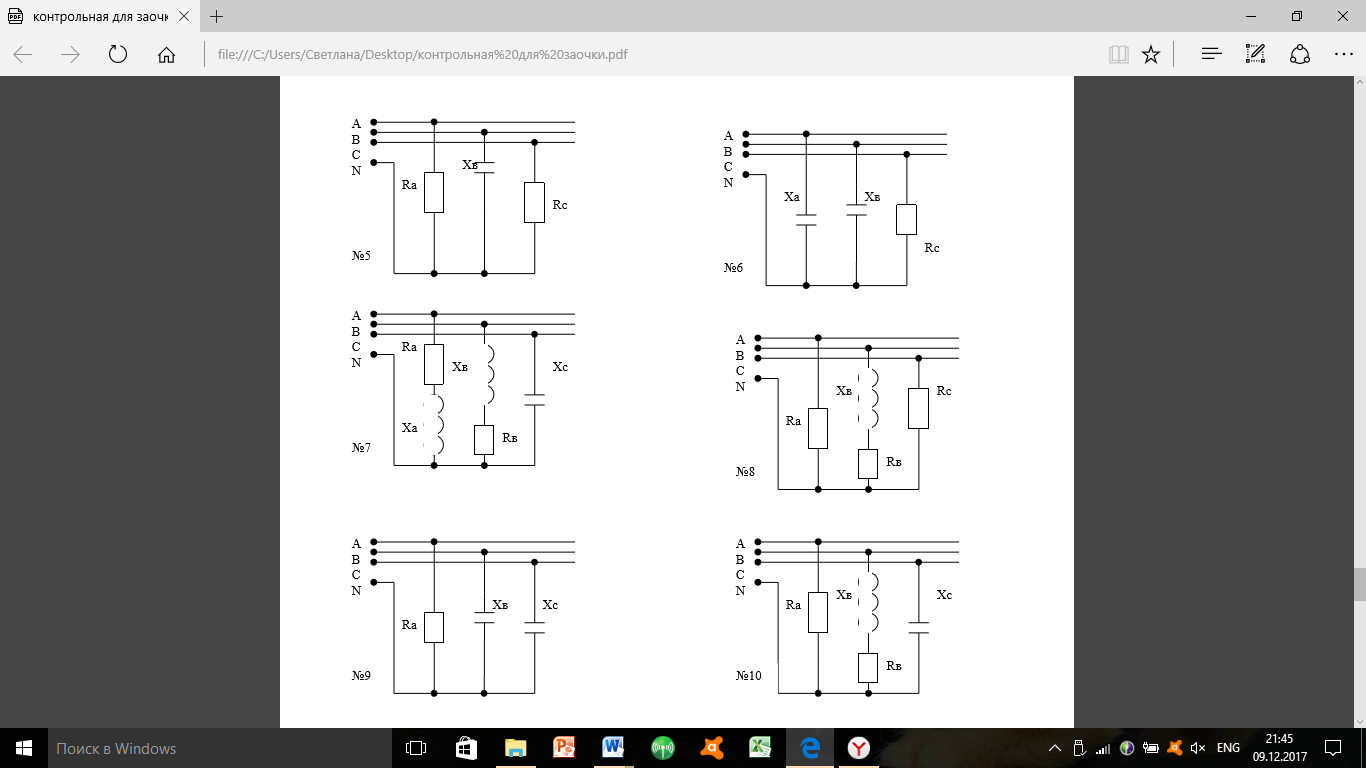 контрольная для заочк
file:///C:/Users/Светлана/Desktop/контрольная%20для%20заочки.pdf
A
B
C
N
Ra
Xв
Rc
№5
A
B
C
N
Xa
Xв
Rc
№6
A
B
C
N
Ra
Xв
Xc
Xa
Rв
№7
A
B
C
N
Xв
Rc
Ra
Rв
№8
A
B
C
N
Xв
Xc
Ra
№9
A
B
C
N
Ra
Xв
Xc
Rв
№10
Поиск в Windows
ENG
21:45
09.12.2017